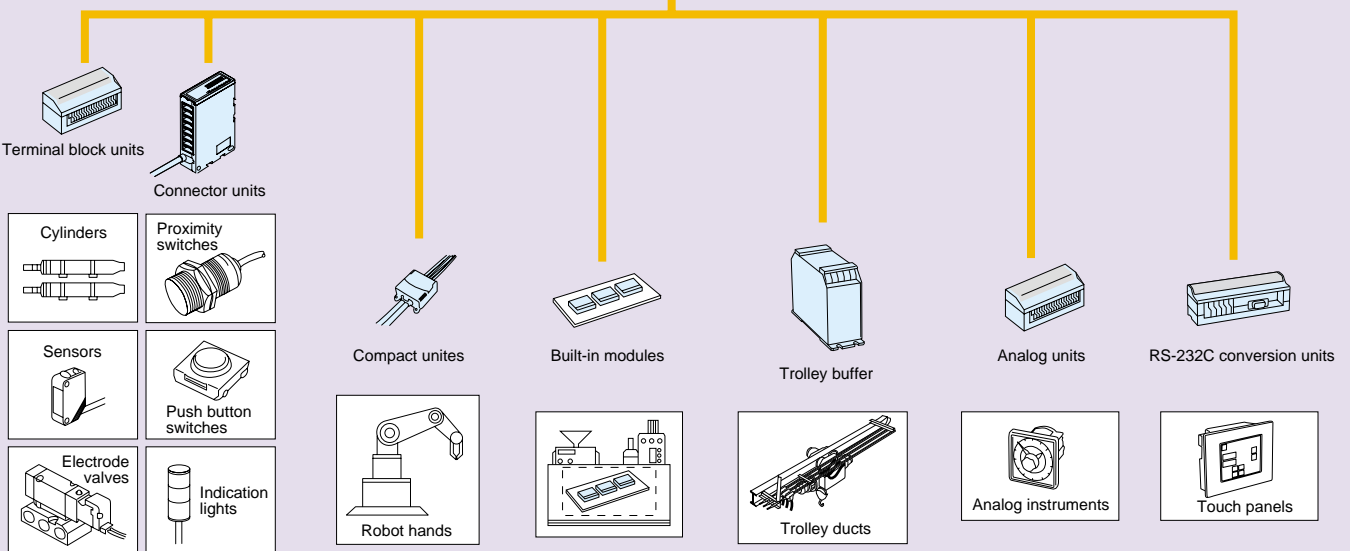 Terminal block units
Connector units
Cylinders
Proximity
switches
Sensors
Push button
switches
Electrode
valves
Indication
lights
Compact unites
Robot hands
Built-in modules
Trolley buffer
Trolley ducts
Analog units
Analog instruments
RS-232C conversion units
Touch panels